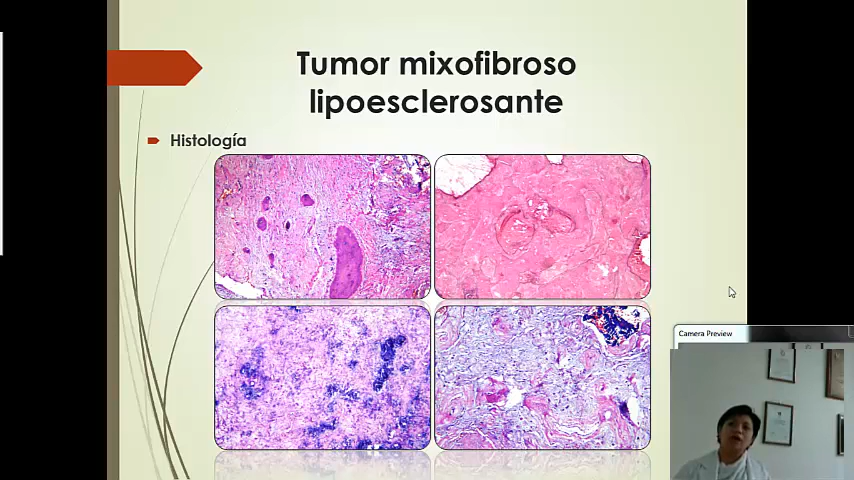 Tumor mixofibroso
lipoesclerosante
Histología
Camera Preview